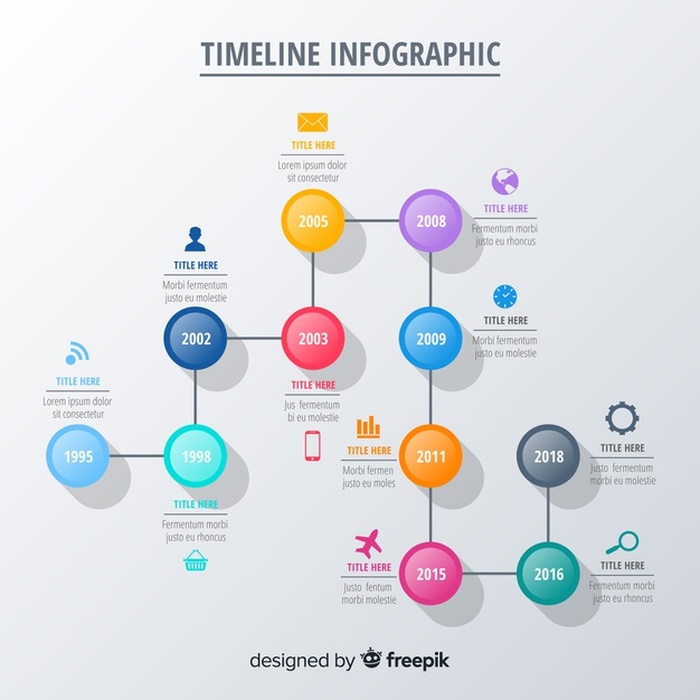 TIMELINE INFOGRAPHIC
TITLE HERE
Lorem ipsum dolor
sit consectetur
2005
2008
TITLE HERE
Fermentum morbi
justo eu rhoncus
TITLE HERE
Morbi fermentum
justo eu molestie
2002
2003
TITLE HERE
Jus fermentum
bi eu molestie
2009
TITLE HERE
Morbi fermentum
justo eu molestie
TITLE HERE
Lorem ipsum dolor
sit consectetur
1995
1998
TITLE HERE
Fermentum morbi
justo eu rhoncus
TITLE HERE
Morbi fermen
justo eu moles
2011
2018
TITLE HERE
Justo fermentum
morbi eu molestie
TITLE HERE
Justo fentum
morbi molestie
2015
2016
TITLE HERE
Fermentum morbi
justo eu rhoncus
designed by freepik